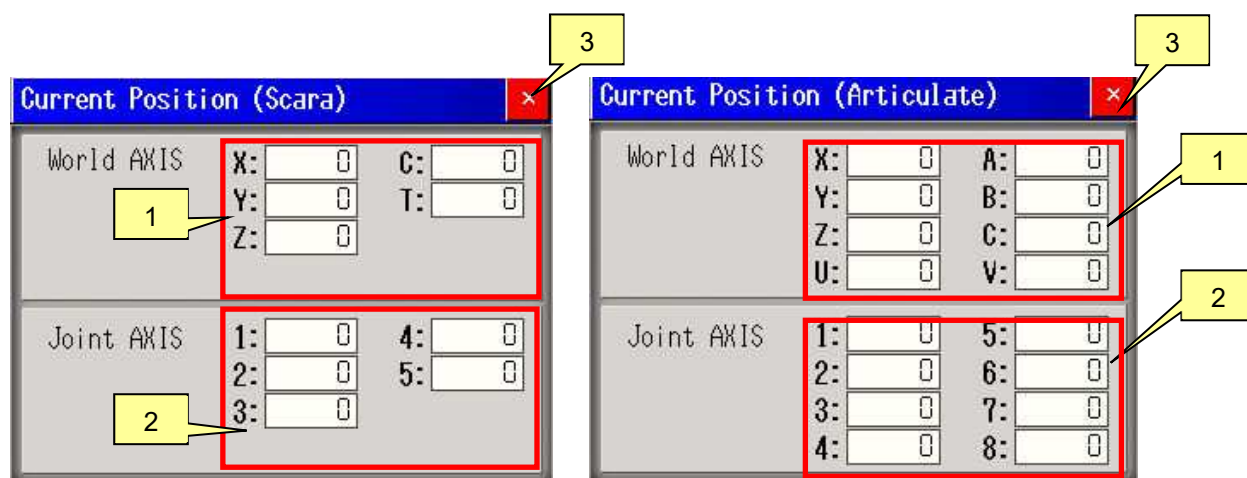 3
3
Current Position (Scara) ×
World AXIS X: 0 C: 0
Y: 0 T: 0
Z: 0
1
Joint AXIS 1: 0 4: 0
2: 0 5: 0
3: 0
2
Current Position (Articulate) ×
World AXIS X: 0 A: 0
Y: 0 B: 0
Z: 0 C: 0
U: 0 V: 0
1
Joint AXIS 1: 0 5: 0
2: 0 6: 0
3: 0 7: 0
4: 0 8: 0
2